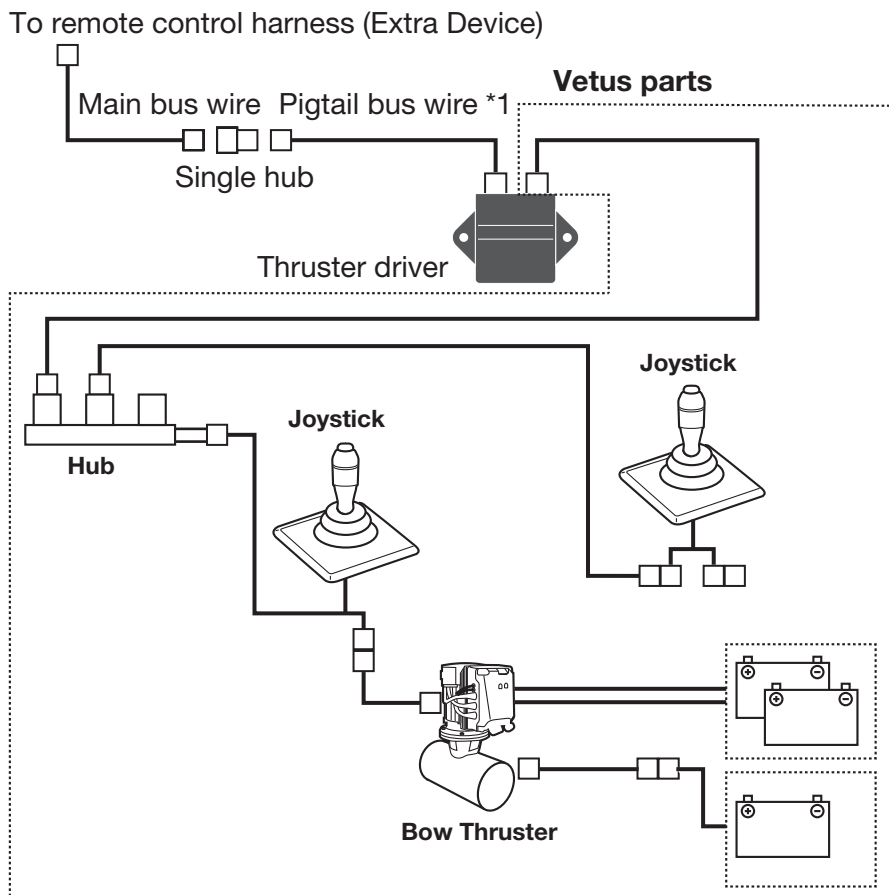 To remote control harness (Extra Device)
Vetus parts
Main bus wire
Pigtail bus wire *1
Single hub
Thruster driver
Joystick
Joystick
Hub
Bow Thruster